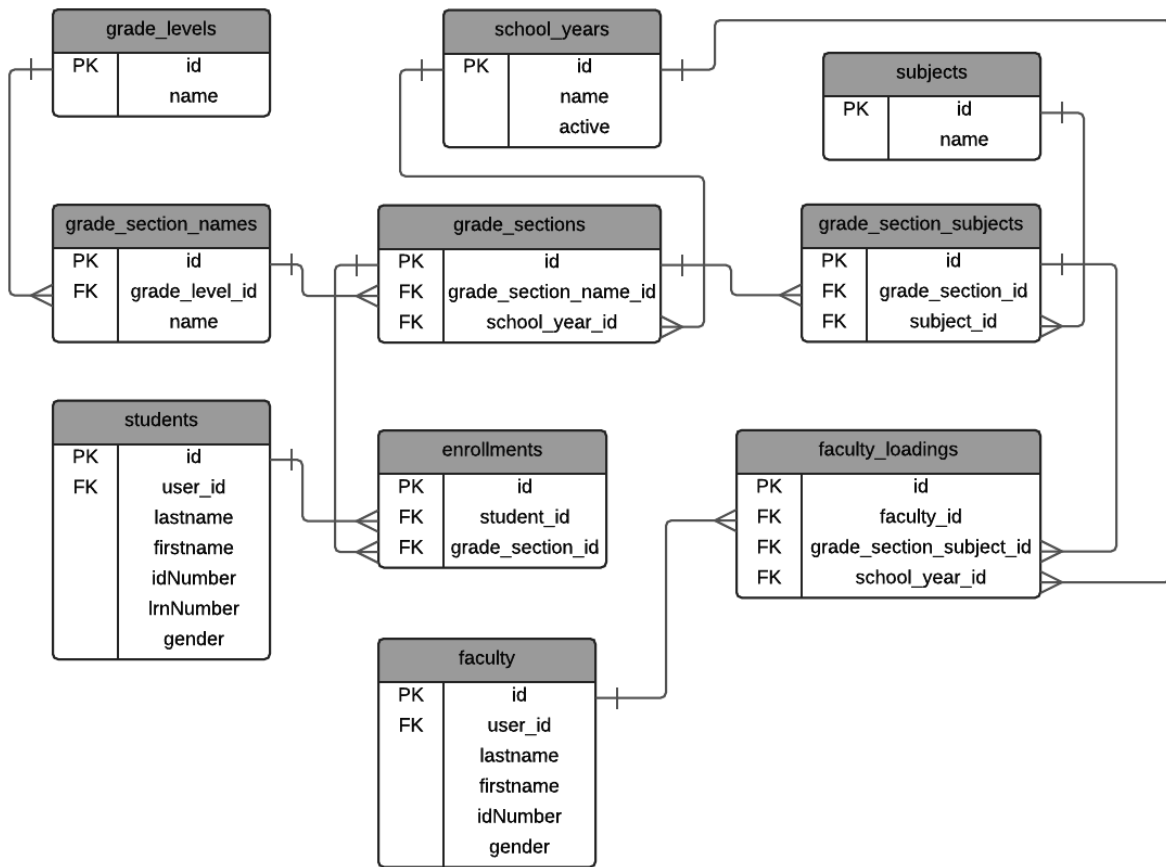 grade_levels
PK id
name
school_years
PK id
name
active
subjects
PK id
name
grade_section_names
PK id
FK grade_level_id
name
grade_sections
PK id
FK grade_section_name_id
FK school_year_id
grade_section_subjects
PK id
FK grade_section_id
FK subject_id
students
PK id
FK user_id
lastname
firstname
idNumber
lrnNumber
gender
enrollments
PK id
FK student_id
FK grade_section_id
faculty_loadings
PK id
FK faculty_id
FK grade_section_subject_id
FK school_year_id
faculty
PK id
FK user_id
lastname
firstname
idNumber
gender